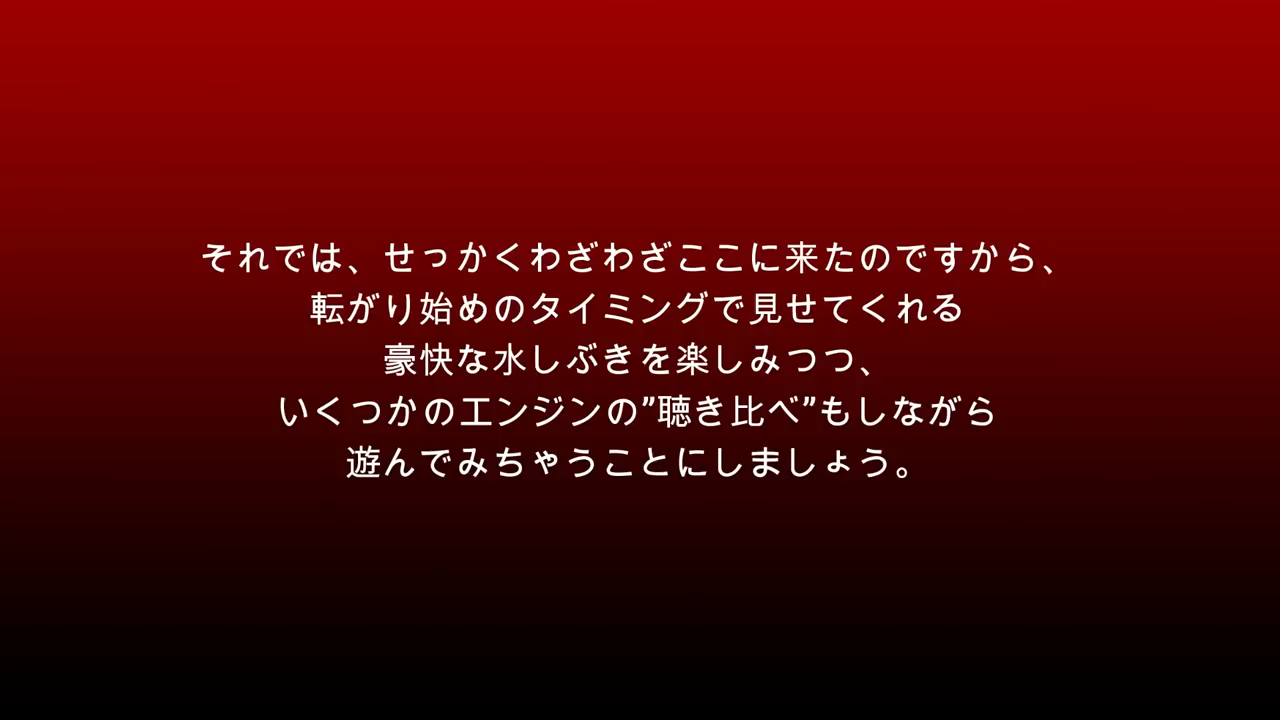 それでは、せっかくわざわざここに来たのですから、
転がり始めのタイミングで見せてくれる
豪快な水しぶきを楽しみつつ、
いくつかのエンジンの”聴き比べ”もしながら
遊んでみちゃうことにしましょう。